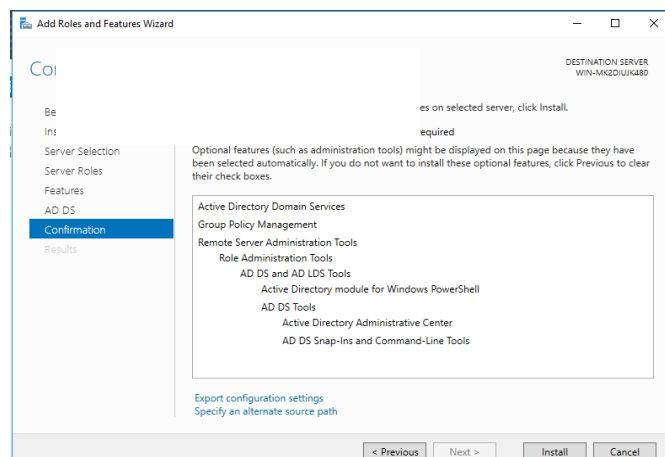 Add Roles and Features Wizard
DESTINATION SERVER
WIN-MK2DIUJK480
Co
es on selected server, click Install.
Be
Ins
equired
Server Selection
Server Roles
Features
AD DS
Confirmation
Results
Optional features (such as administration tools) might be displayed on this page because they have
been selected automatically. If you do not want to install these optional features, click Previous to clear
their check boxes.
Active Directory Domain Services
Group Policy Management
Remote Server Administration Tools
Role Administration Tools
AD DS and AD LDS Tools
Active Directory module for Windows PowerShell
AD DS Tools
Active Directory Administrative Center
AD DS Snap-Ins and Command-Line Tools
Export configuration settings
Specify an alternate source path
< Previous
Next >
Install
Cancel